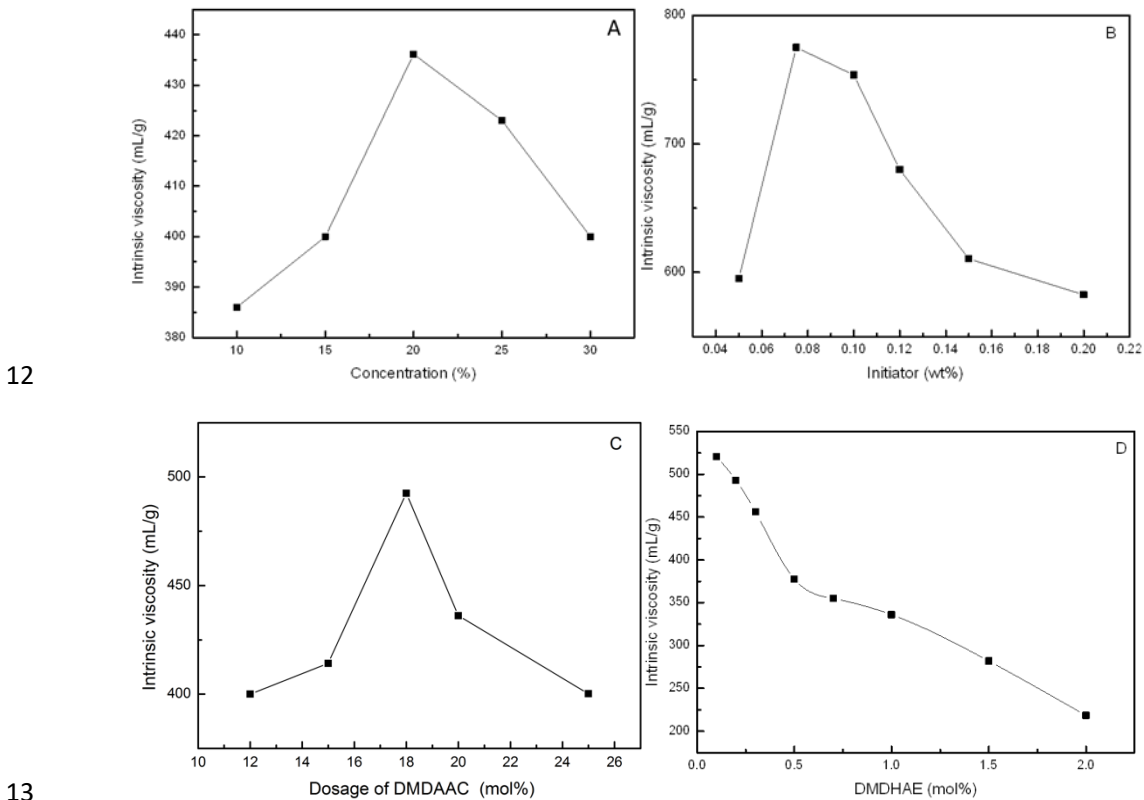 A
440
430
420
410
400
390
380
10 15 20 25 30
Intrinsic viscosity (mL/g)
Concentration (%)
B
800
700
600
0.04 0.06 0.08 0.10 0.12 0.14 0.16 0.18 0.20 0.22
Intrinsic viscosity (mL/g)
Initiator (wt%)
12
C
500
450
400
10 12 14 16 18 20 22 24 26
Intrinsic viscosity (mL/g)
Dosage of DMDAAC (mol%)
D
550
500
450
400
350
300
250
200
0.0 0.5 1.0 1.5 2.0
Intrinsic viscosity (mL/g)
DMDHAE (mol%)
13